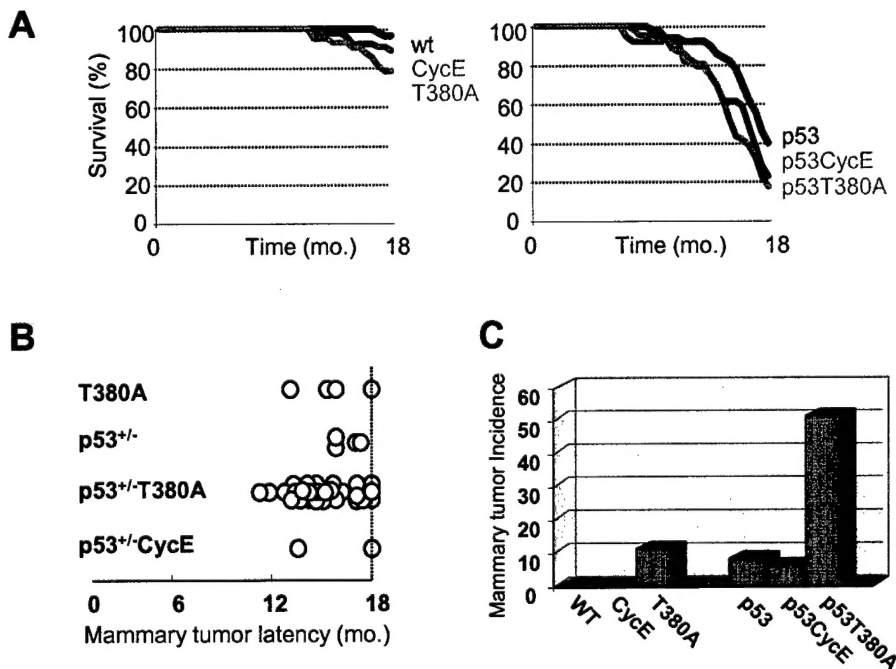 A
Survival (%)
100
80
60
40
20
0
0
Time (mo.)
18
wt
CycE
T380A
100
80
60
40
20
0
0
Time (mo.)
18
p53
p53CycE
p53T380A
B
T380A
p53+/-
p53+/-T380A
p53+/-CycE
0
6
12
18
Mammary tumor latency (mo.)
C
Mammary tumor Incidence
60
50
40
30
20
10
0
WT
CycE
T380A
p53
p53CycE
p53T380A